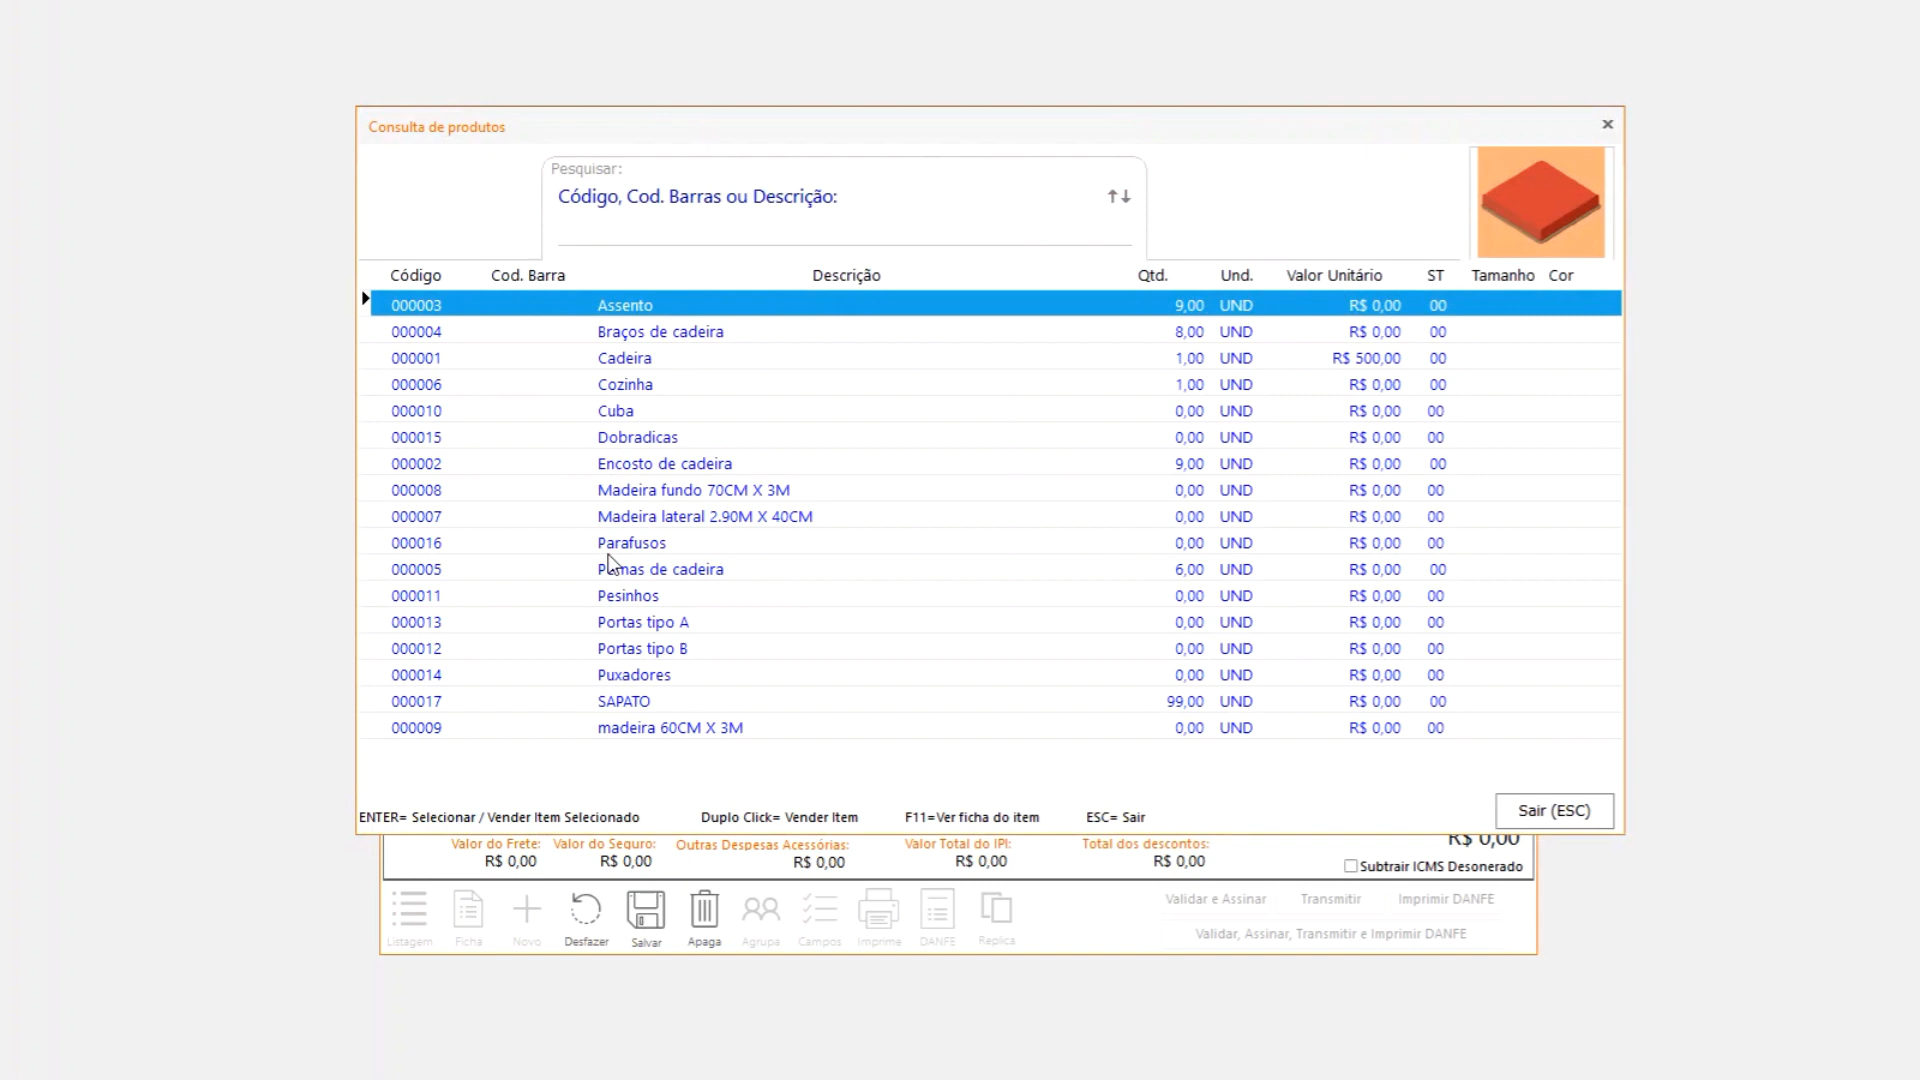 Consulta de produtos
Pesquisar:
Código, Cod. Barras ou Descrição:
Código Cod. Barra Descrição Qtd. Und. Valor Unitário ST Tamanho Cor
000003 Assento 9,00 UND R$ 0,00 00
000004 Braços de cadeira 8,00 UND R$ 0,00 00
000001 Cadeira 1,00 UND R$ 500,00 00
000006 Cozinha 1,00 UND R$ 0,00 00
000010 Cuba 0,00 UND R$ 0,00 00
000015 Dobradicas 0,00 UND R$ 0,00 00
000002 Encosto de cadeira 9,00 UND R$ 0,00 00
000008 Madeira fundo 70CM X 3M 0,00 UND R$ 0,00 00
000007 Madeira lateral 2.90M X 40CM 0,00 UND R$ 0,00 00
000016 Parafusos 0,00 UND R$ 0,00 00
000005 de cadeira 6,00 UND R$ 0,00 00
000011 Pesinhos 0,00 UND R$ 0,00 00
000013 Portas tipo A 0,00 UND R$ 0,00 00
000012 Portas tipo B 0,00 UND R$ 0,00 00
000014 Puxadores 0,00 UND R$ 0,00 00
000017 SAPATO 99,00 UND R$ 0,00 00
000009 madeira 60CM X 3M 0,00 UND R$ 0,00 00
ENTER= Selecionar / Vender Item Selecionado Duplo Click= Vender Item F11=Ver ficha do item ESC= Sair
Sair (ESC)
Valor do Frete: Valor do Seguro: Outras Despesas Acessórias: Valor Total do IPI: Total dos descontos:
R$ 0,00 R$ 0,00 R$ 0,00 R$ 0,00 R$ 0,00 R$ 0,00
Subtrair ICMS Desonerado
Listagem Ficha Novo Desfazer Salvar Apaga Agrupa Campos Imprime DANFE Replica
Validar e Assinar Transmitir Imprimir DANFE
Validar, Assinar, Transmitir e Imprimir DANFE